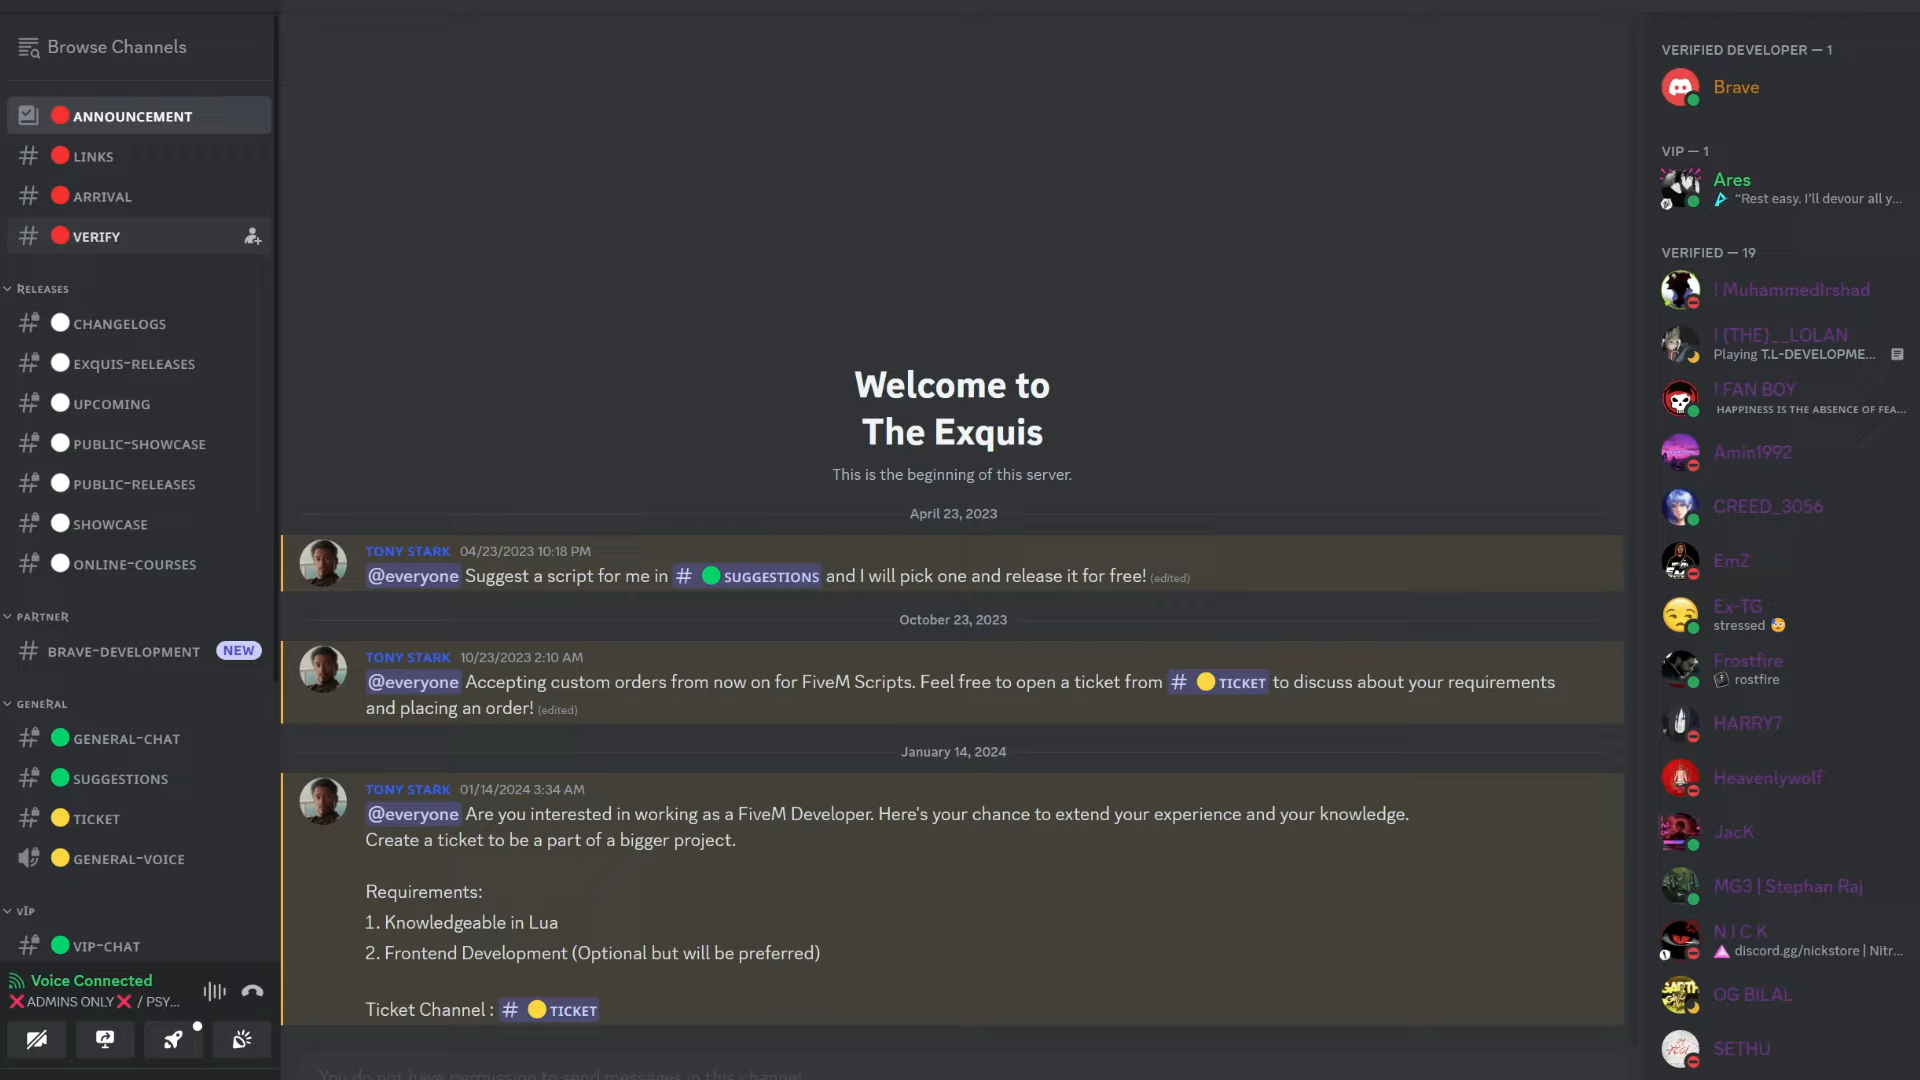 Browse Channels
ANNOUNCEMENT
LINKS
ARRIVAL
VERIFY
RELEASES
CHANGELOGS
EXQUIS-RELEASES
UPCOMING
PUBLIC-SHOWCASE
PUBLIC-RELEASES
SHOWCASE
ONLINE-COURSES
PARTNER
BRAVE-DEVELOPMENT NEW
GENERAL
GENERAL-CHAT
SUGGESTIONS
TICKET
GENERAL-VOICE
VIP
VIP-CHAT
Voice Connected
❌ADMINS ONLY❌ / PSY...
Welcome to
The Exquis
This is the beginning of this server.
April 23, 2023
TONY STARK 04/23/2023 10:18 PM
@everyone Suggest a script for me in # SUGGESTIONS and I will pick one and release it for free! (edited)
October 23, 2023
TONY STARK 10/23/2023 2:10 AM
@everyone Accepting custom orders from now on for FiveM Scripts. Feel free to open a ticket from # TICKET to discuss about your requirements
and placing an order! (edited)
January 14, 2024
TONY STARK 01/14/2024 3:34 AM
@everyone Are you interested in working as a FiveM Developer. Here's your chance to extend your experience and your knowledge.
Create a ticket to be a part of a bigger project.
Requirements:
1. Knowledgeable in Lua
2. Frontend Development (Optional but will be preferred)
Ticket Channel : # TICKET
You do not have permission to send messages in this channel.
VERIFIED DEVELOPER — 1
Brave
VIP — 1
Ares
“Rest easy. I'll devour all y...
VERIFIED — 19
! MuhammedIrshad
! {THE}__LOLAN
Playing T.L-DEVELOPME...
! FAN BOY
HAPPINESS IS THE ABSENCE OF FEA...
Amin1992
CREED_3056
EmZ
Ex-TG
stressed
Frostfire
rostfire
HARRY7
Heavenlywolf
JacK
MG3 | Stephan Raj
N I C K
discord.gg/nickstore | Nitr...
OG BILAL
SETHU